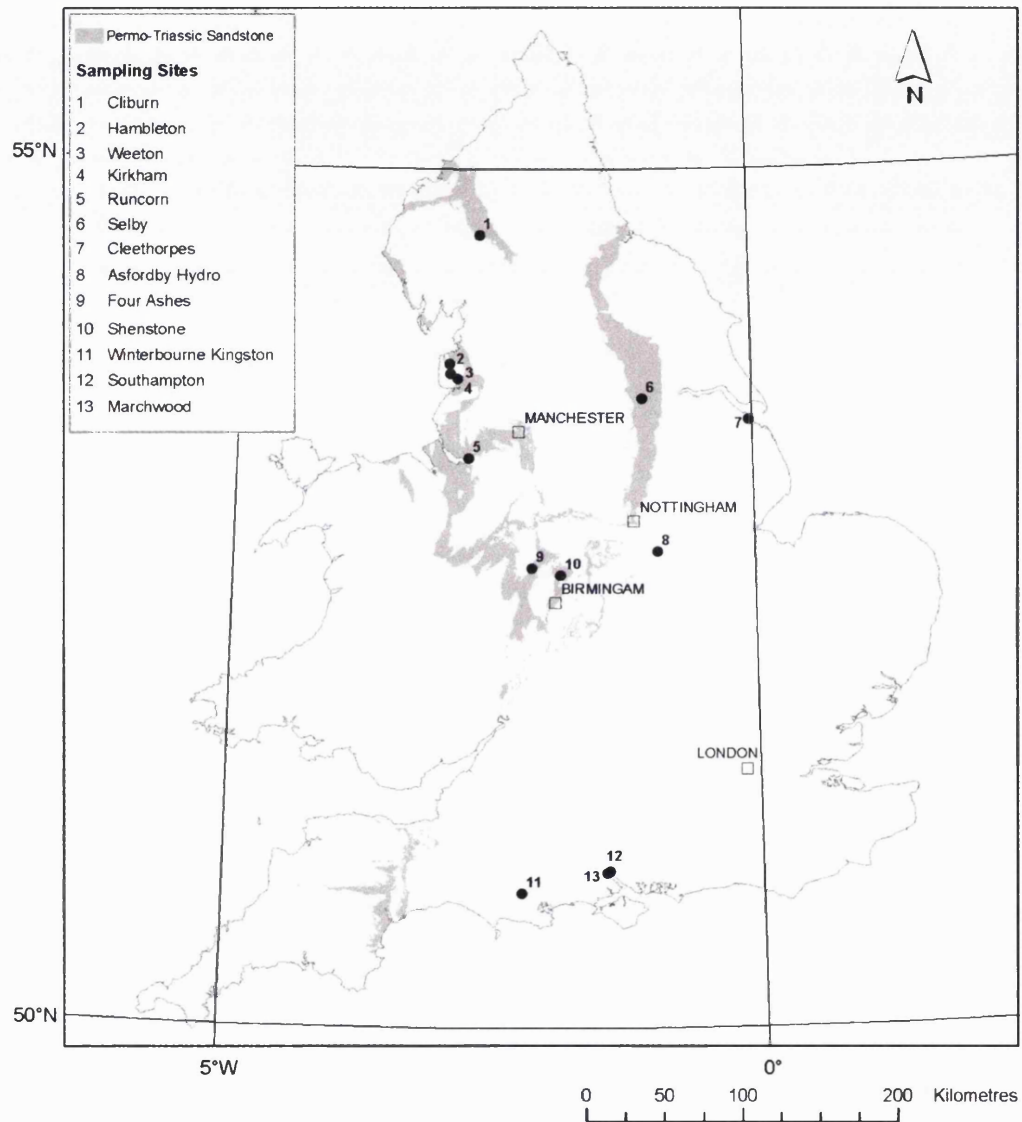 Permo-Triassic Sandstone
Sampling Sites
1 Cliburn
2 Hambleton
3 Weeton
4 Kirkham
5 Runcorn
6 Selby
7 Cleethorpes
8 Asfordby Hydro
9 Four Ashes
10 Shenstone
11 Winterbourne Kingston
12 Southampton
13 Marchwood
N
55°N
1
2
3
4
6
7
MANCHESTER
5
NOTTINGHAM
8
9
10
BIRMINGAM
LONDON
12
13
11
50°N
5°W
0°
0 50 100 200 Kilometres